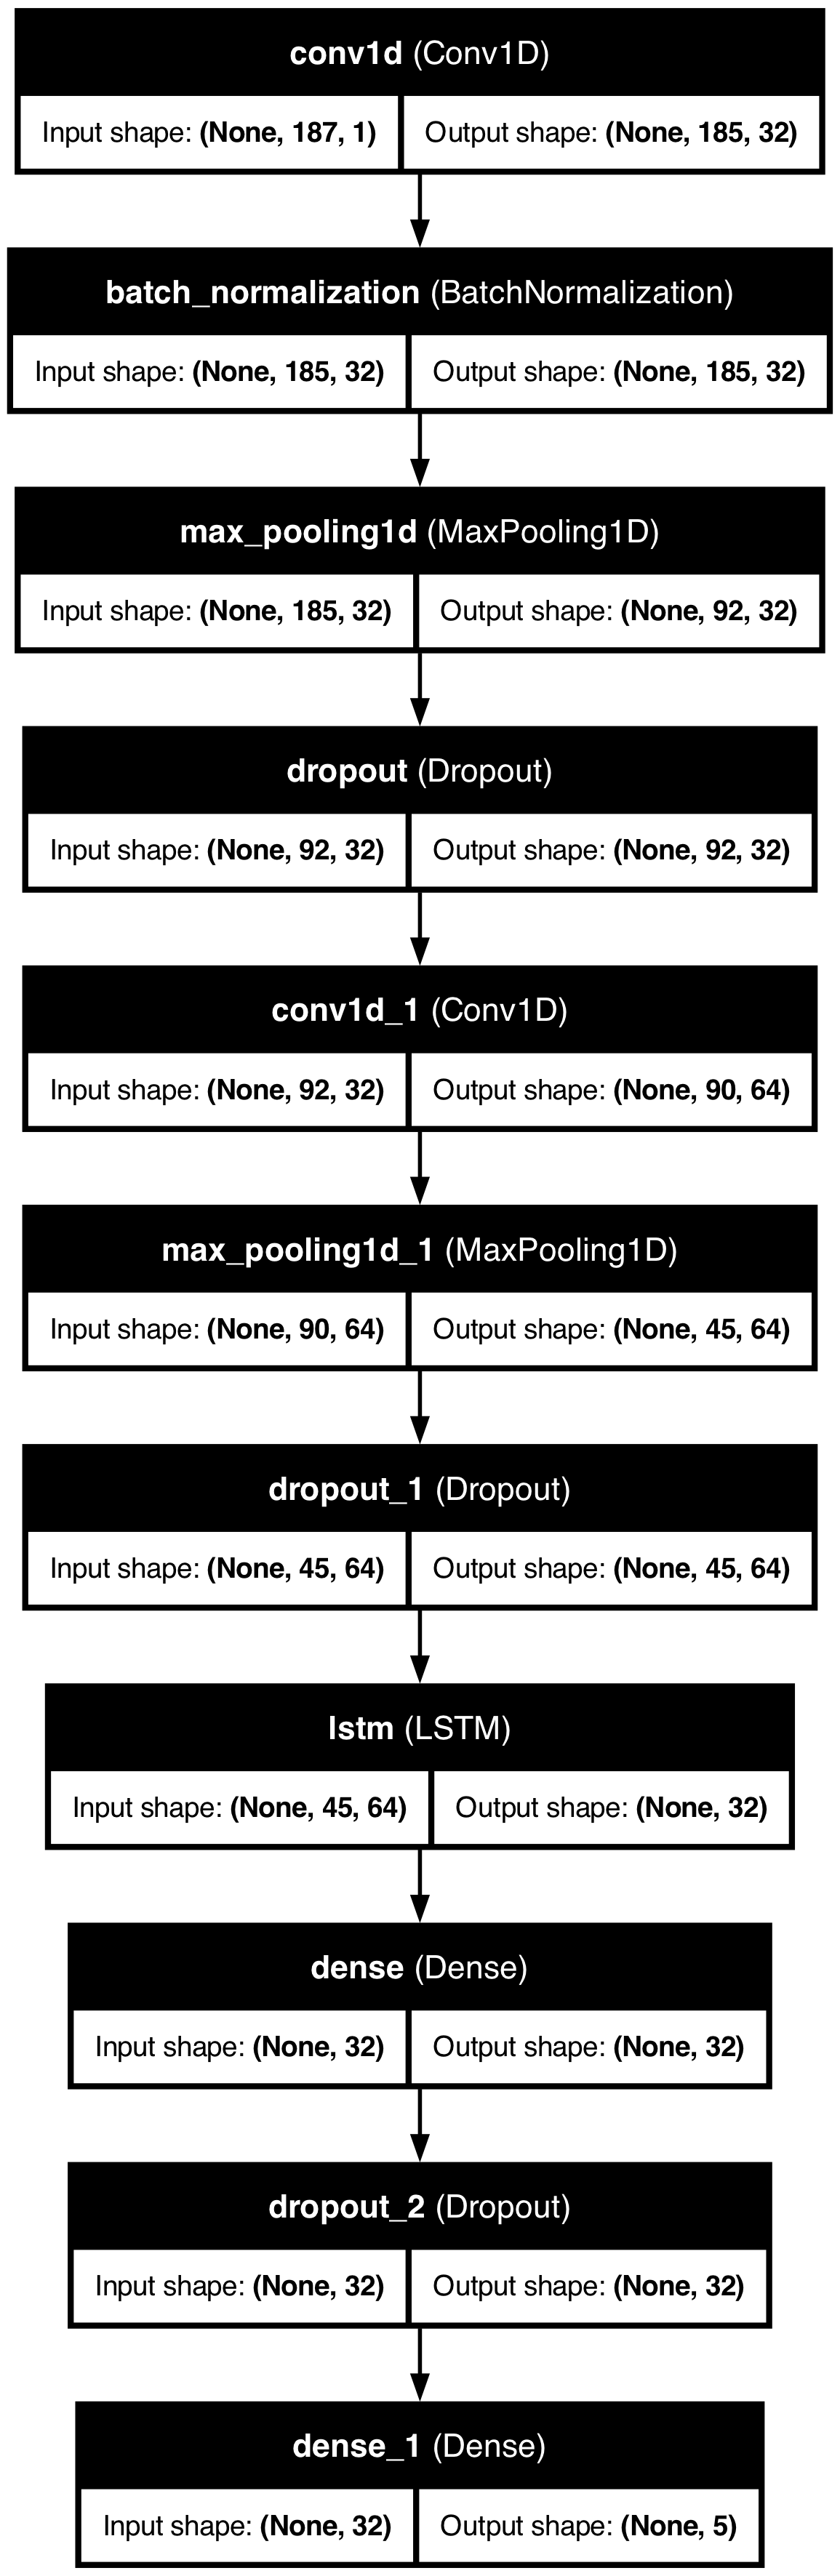 conv1d (Conv1D)
Input shape: (None, 187, 1) Output shape: (None, 185, 32)
batch_normalization (BatchNormalization)
Input shape: (None, 185, 32) Output shape: (None, 185, 32)
max_pooling1d (MaxPooling1D)
Input shape: (None, 185, 32) Output shape: (None, 92, 32)
dropout (Dropout)
Input shape: (None, 92, 32) Output shape: (None, 92, 32)
conv1d_1 (Conv1D)
Input shape: (None, 92, 32) Output shape: (None, 90, 64)
max_pooling1d_1 (MaxPooling1D)
Input shape: (None, 90, 64) Output shape: (None, 45, 64)
dropout_1 (Dropout)
Input shape: (None, 45, 64) Output shape: (None, 45, 64)
lstm (LSTM)
Input shape: (None, 45, 64) Output shape: (None, 32)
dense (Dense)
Input shape: (None, 32) Output shape: (None, 32)
dropout_2 (Dropout)
Input shape: (None, 32) Output shape: (None, 32)
dense_1 (Dense)
Input shape: (None, 32) Output shape: (None, 5)